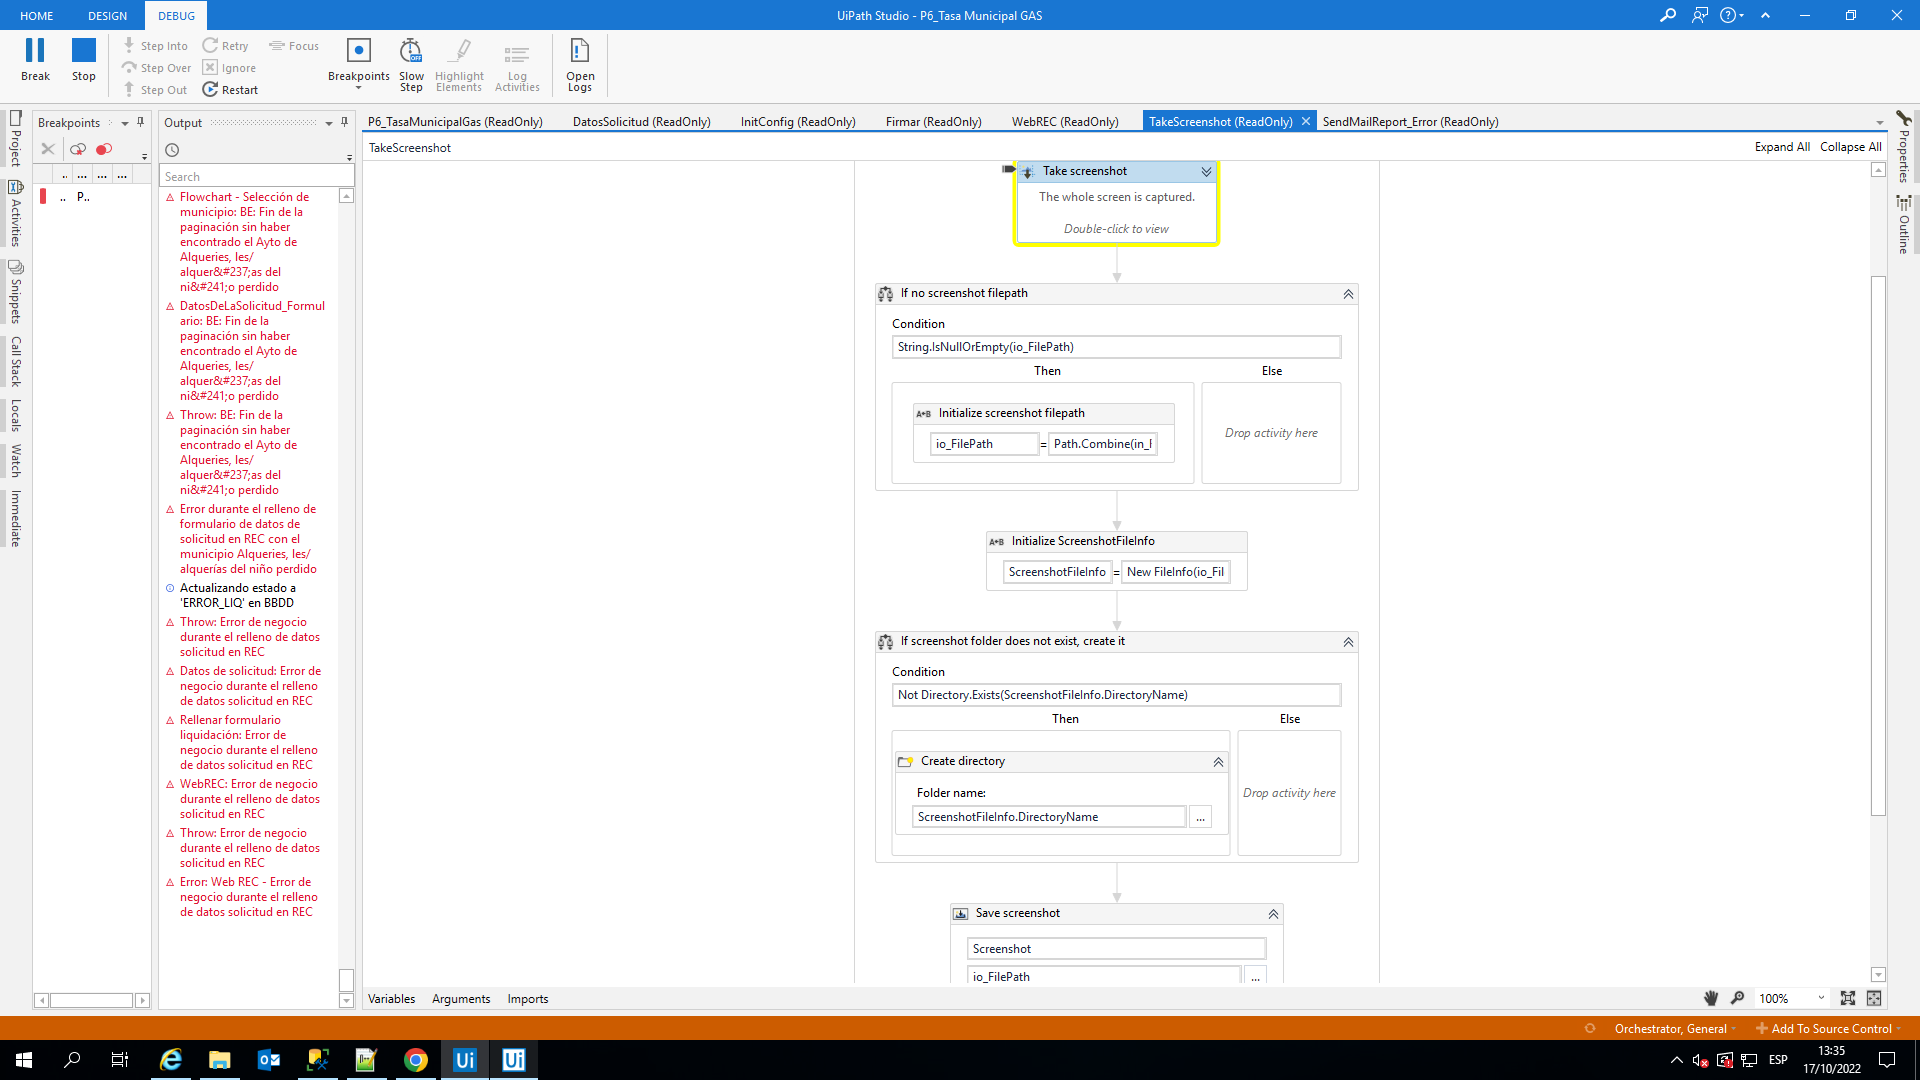 HOME
DESIGN
DEBUG
UiPath Studio - P6_Tasa Municipal GAS
Break
Stop
Step Into
Step Over
Step Out
Retry
Ignore
Restart
Focus
Breakpoints
Slow
Step
OFF
Highlight
Elements
Log
Activities
Open
Logs
Project
Activities
Snippets
Call Stack
Locals
Watch
Immediate
Breakpoints
.. ... ... ...
.. P..
Output
Search
Flowchart - Selección de
municipio: BE: Fin de la
paginación sin haber
encontrado el Ayto de
Alqueries, les/
alquer&#237;as del
ni&#241;o perdido
DatosDeLaSolicitud_Formul
ario: BE: Fin de la
paginación sin haber
encontrado el Ayto de
Alqueries, les/
alquer&#237;as del
ni&#241;o perdido
Throw: BE: Fin de la
paginación sin haber
encontrado el Ayto de
Alqueries, les/
alquer&#237;as del
ni&#241;o perdido
Error durante el relleno de
formulario de datos de
solicitud en REC con el
municipio Alqueries, les/
alquerías del niño perdido
Actualizando estado a
'ERROR_LIQ' en BBDD
Throw: Error de negocio
durante el relleno de datos
solicitud en REC
Datos de solicitud: Error de
negocio durante el relleno
de datos solicitud en REC
Rellenar formulario
liquidación: Error de
negocio durante el relleno
de datos solicitud en REC
WebREC: Error de negocio
durante el relleno de datos
solicitud en REC
Throw: Error de negocio
durante el relleno de datos
solicitud en REC
Error: Web REC - Error de
negocio durante el relleno
de datos solicitud en REC
P6_TasaMunicipalGas (ReadOnly)
DatosSolicitud (ReadOnly)
InitConfig (ReadOnly)
Firmar (ReadOnly)
WebREC (ReadOnly)
TakeScreenshot (ReadOnly)
SendMailReport_Error (ReadOnly)
TakeScreenshot
Expand All
Collapse All
Take screenshot
The whole screen is captured.
Double-click to view
If no screenshot filepath
Condition
String.IsNullOrEmpty(io_FilePath)
Then
Else
A+B Initialize screenshot filepath
io_FilePath = Path.Combine(in_F
Drop activity here
A+B Initialize ScreenshotFileInfo
ScreenshotFileInfo = New FileInfo(io_Fil
If screenshot folder does not exist, create it
Condition
Not Directory.Exists(ScreenshotFileInfo.DirectoryName)
Then
Else
Create directory
Folder name:
ScreenshotFileInfo.DirectoryName
...
Drop activity here
Save screenshot
Screenshot
io_FilePath
...
Properties
Outline
Variables
Arguments
Imports
100%
Orchestrator, General
Add To Source Control
Ui
Ui
ESP
13:35
17/10/2022